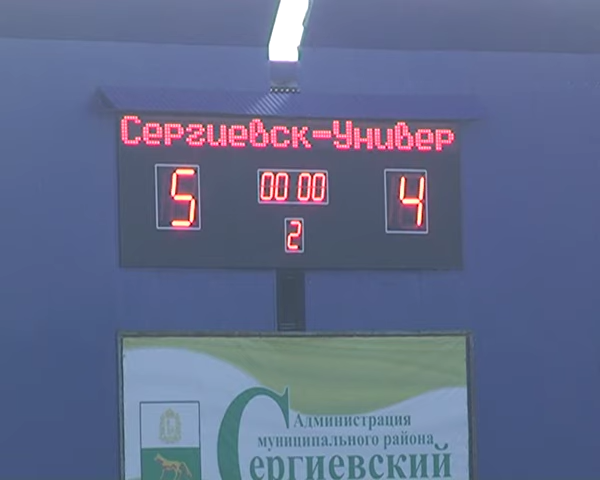 Сергиевск-Универ
5 00 00 4
2
Администрация
муниципального района
Сергиевский